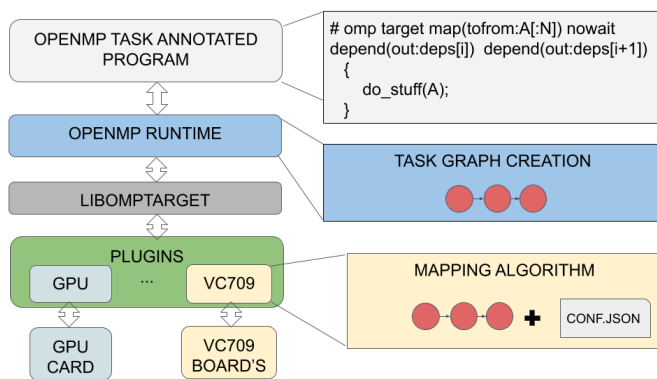 OPENMP TASK ANNOTATED
PROGRAM
# omp target map(tofrom:A[:N]) nowait
depend(out:deps[i]) depend(out:deps[i+1])
{
do_stuff(A);
}
OPENMP RUNTIME
TASK GRAPH CREATION
LIBOMPTARGET
PLUGINS
GPU
...
VC709
MAPPING ALGORITHM
+
CONF.JSON
GPU
CARD
VC709
BOARD'S